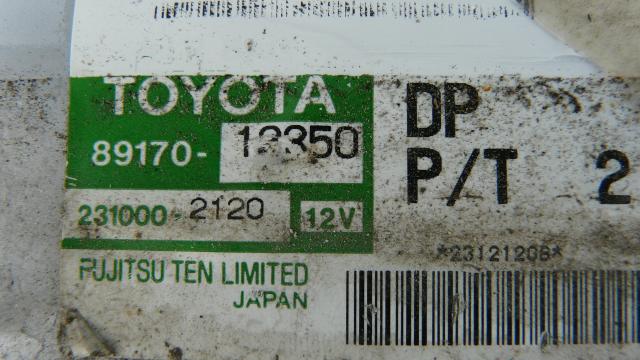 TOYOTA
DP
89170-12350
P/T 2
231000-2120 12V
*23121208*
FUJITSU TEN LIMITED
JAPAN